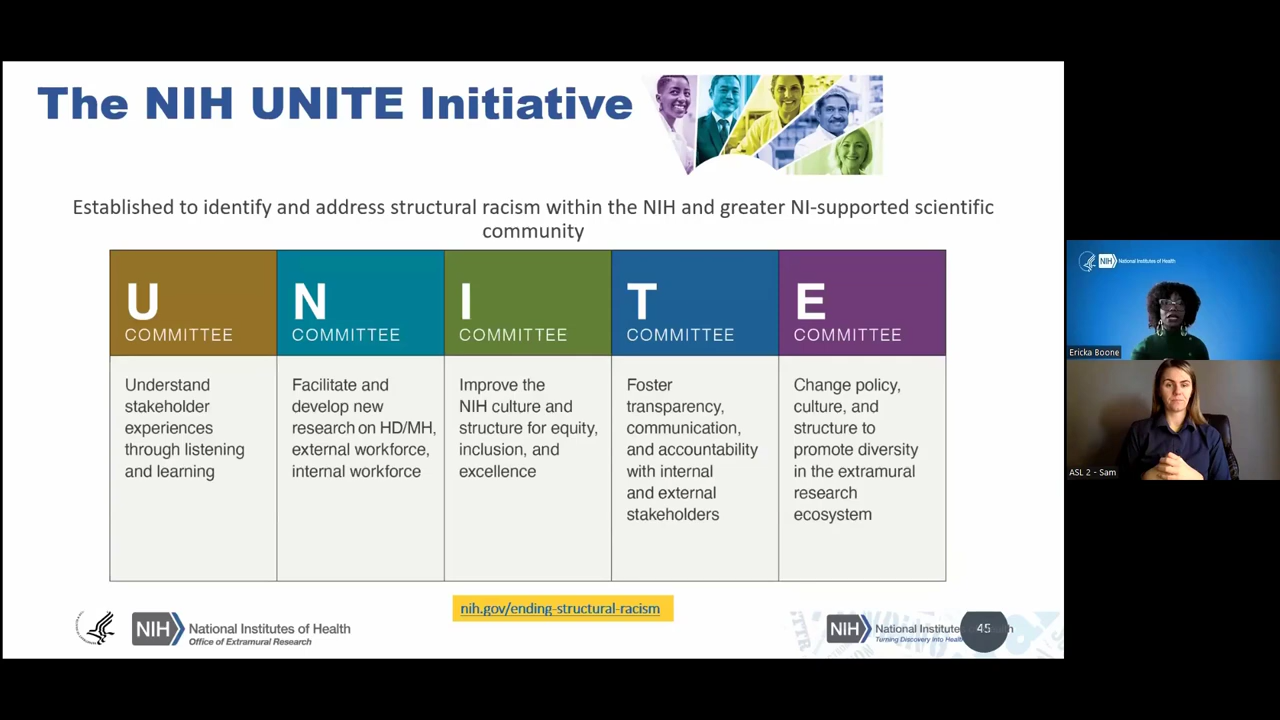 The NIH UNITE Initiative
Established to identify and address structural racism within the NIH and greater NI-supported scientific
community
U
COMMITTEE
Understand
stakeholder
experiences
through listening
and learning
N
COMMITTEE
Facilitate and
develop new
research on HD/MH,
external workforce,
internal workforce
I
COMMITTEE
Improve the
NIH culture and
structure for equity,
inclusion, and
excellence
T
COMMITTEE
Foster
transparency,
communication,
and accountability
with internal
and external
stakeholders
E
COMMITTEE
Change policy,
culture, and
structure to
promote diversity
in the extramural
research
ecosystem
nih.gov/ending-structural-racism
NIH National Institutes of Health
Office of Extramural Research
NIH National Institute
Turning Discovery Into Health
45
NIH National Institutes of Health
Ericka Boone
ASL 2 - Sam